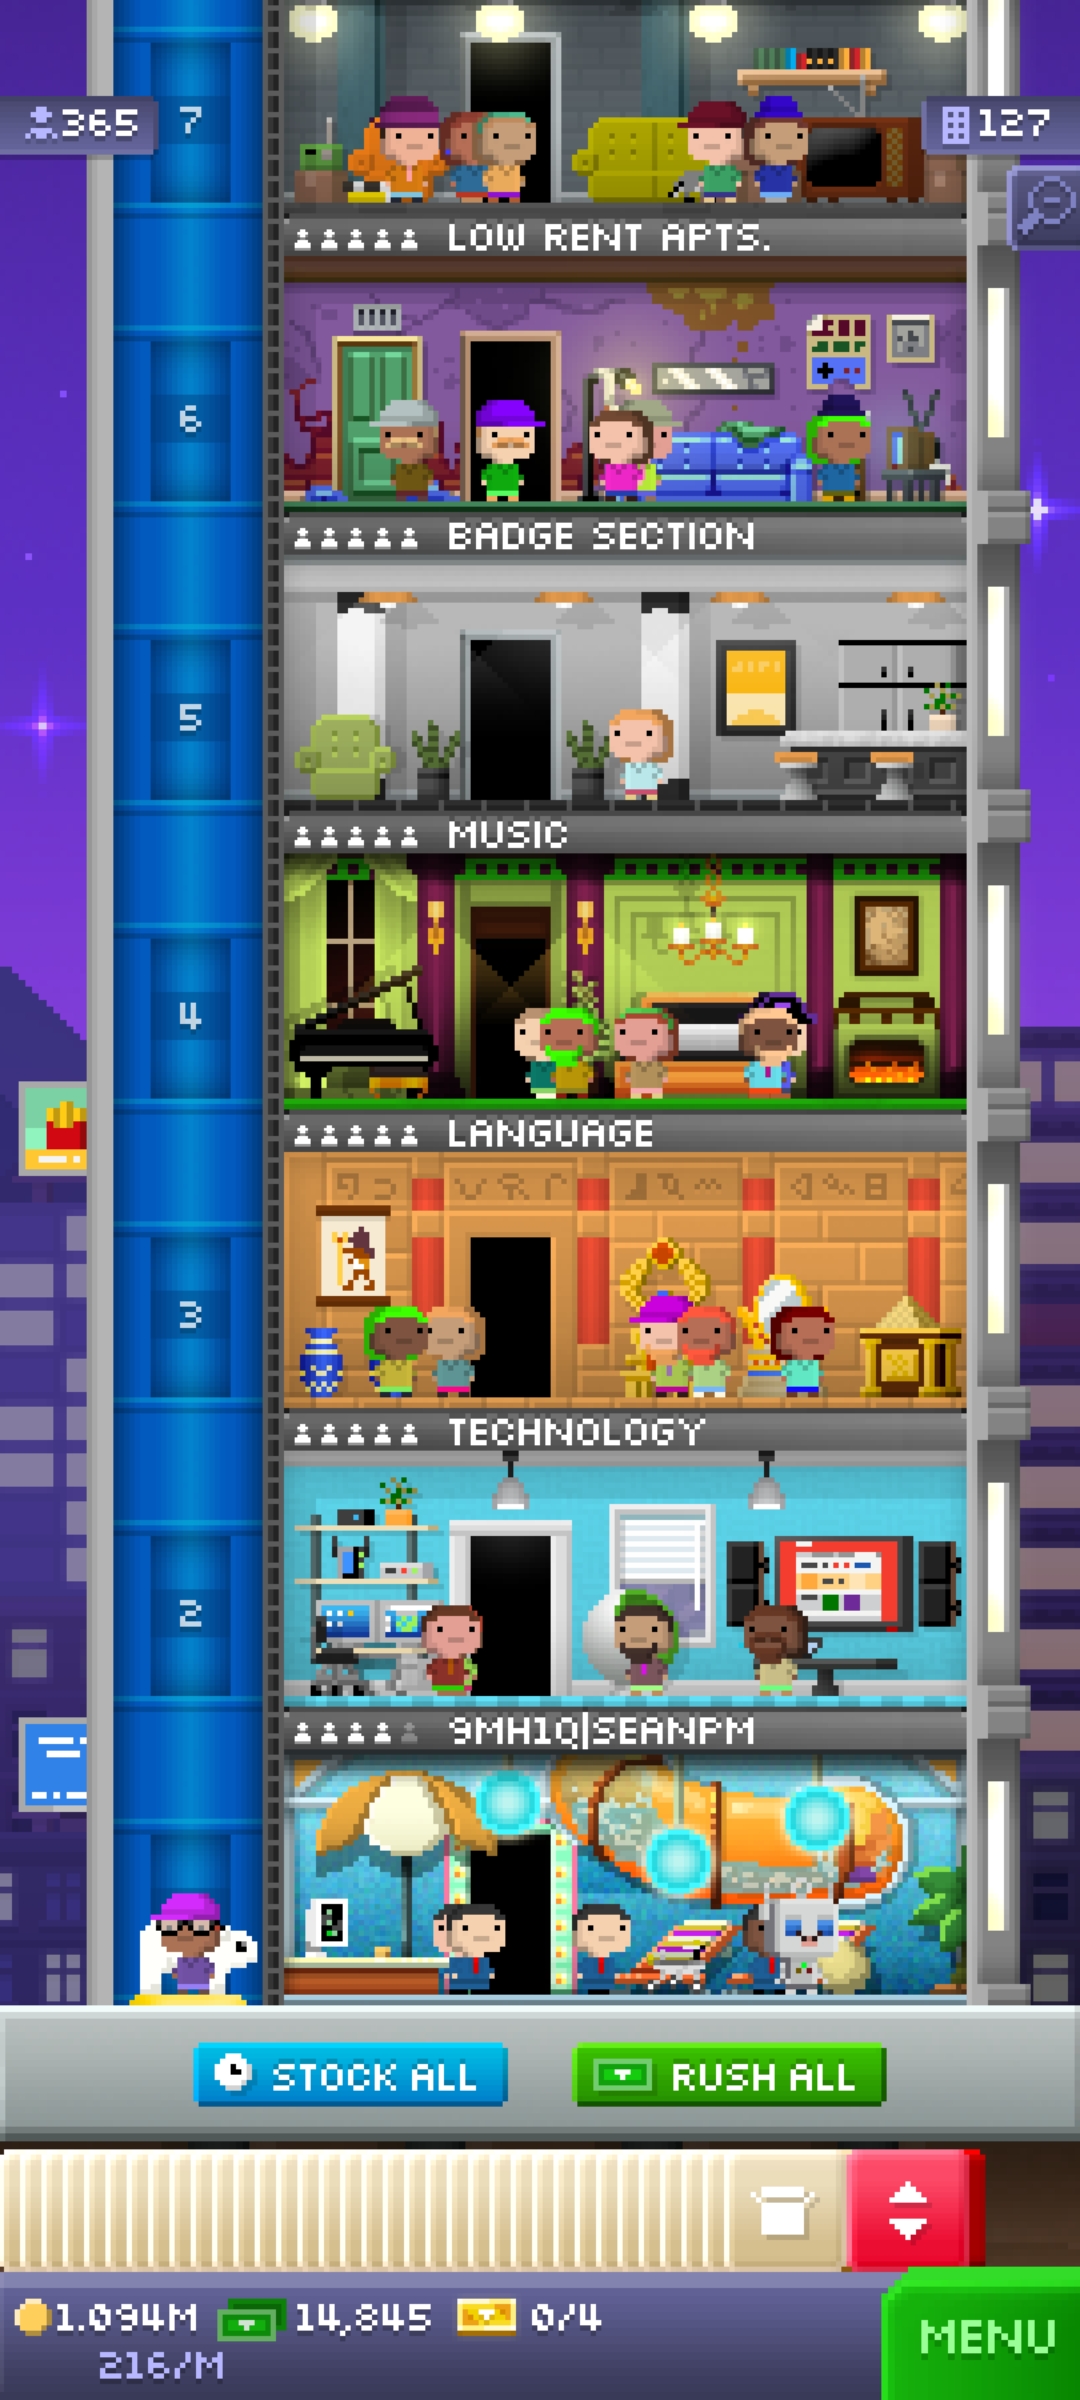 365
7
127
LOW RENT APTS.
6
BADGE SECTION
5
MUSIC
4
LANGUAGE
3
TECHNOLOGY
2
9MH1Q|SEANPM
STOCK ALL
RUSH ALL
1.094M
14,845
0/4
216/M
MENU